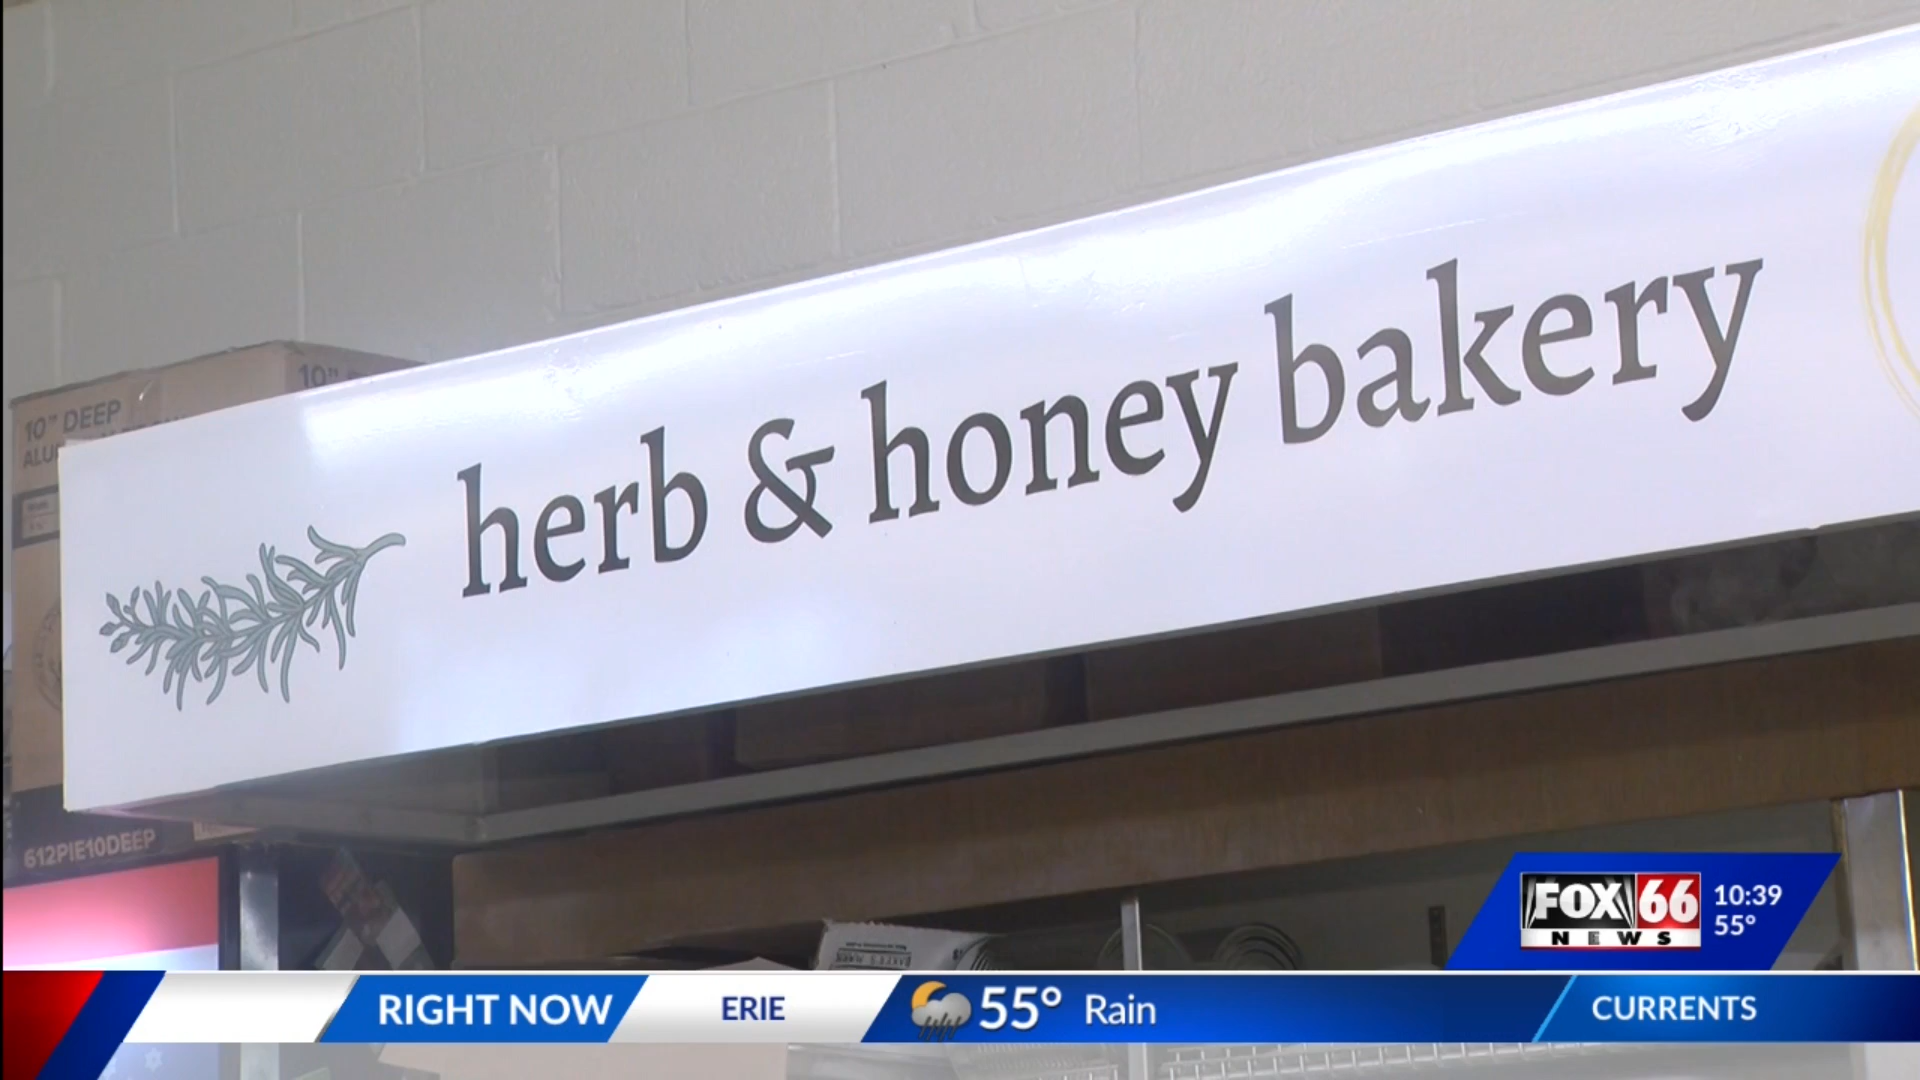 10"
10" DEEP
ALU
herb & honey bakery
612PIE10DEEP
FOX 66
NEWS
10:39
55°
RIGHT NOW
ERIE
55° Rain
CURRENTS